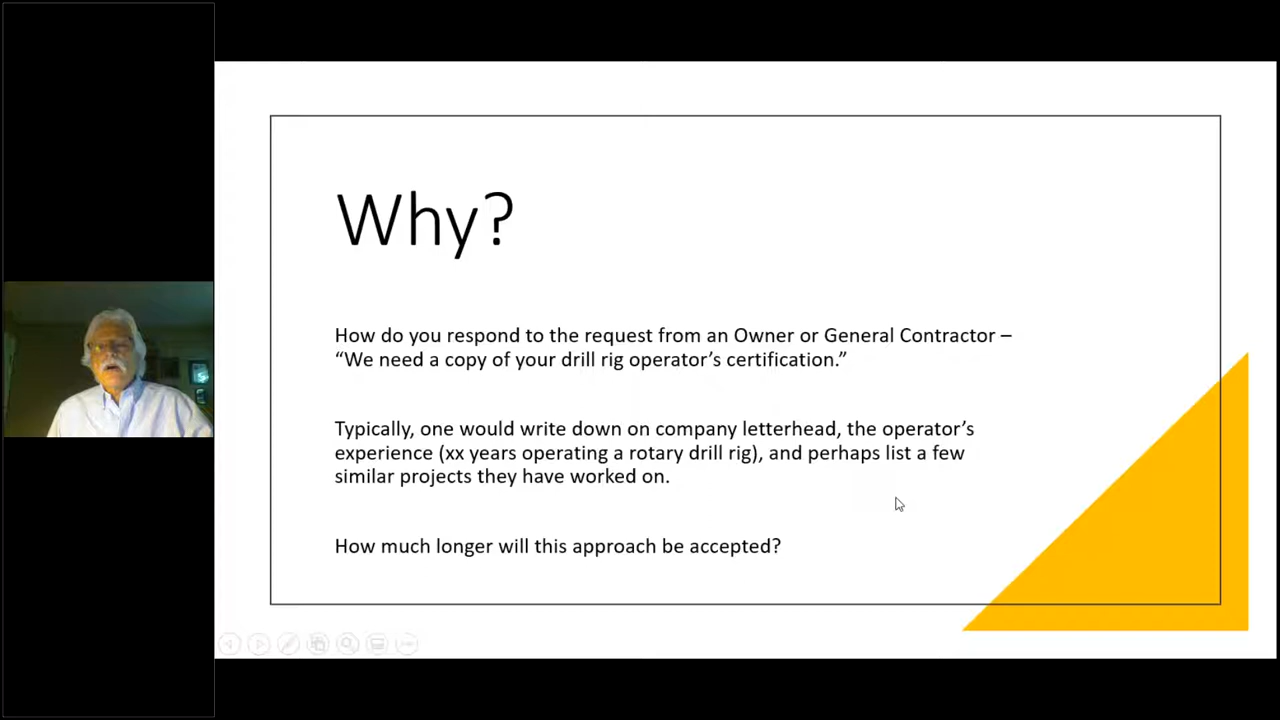 Why?
How do you respond to the request from an Owner or General Contractor –
“We need a copy of your drill rig operator’s certification.”
Typically, one would write down on company letterhead, the operator’s
experience (xx years operating a rotary drill rig), and perhaps list a few
similar projects they have worked on.
How much longer will this approach be accepted?